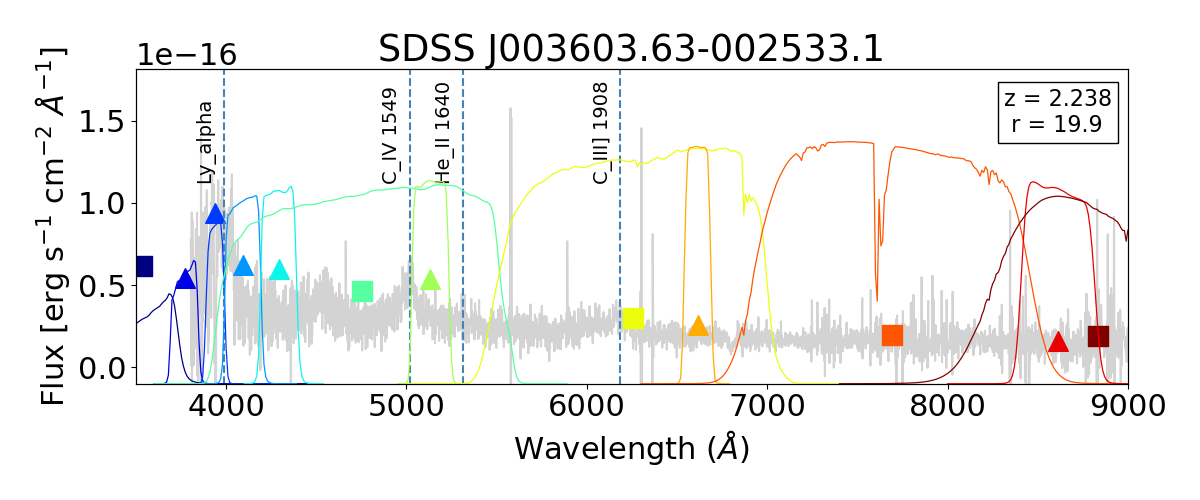 SDSS J003603.63-002533.1
1e−16
Flux [erg s−1 cm−2 Å−1]
1.5
1.0
0.5
0.0
Ly_alpha
C_IV 1549
He_II 1640
C_III] 1908
z = 2.238
r = 19.9
4000 5000 6000 7000 8000 9000
Wavelength (Å)